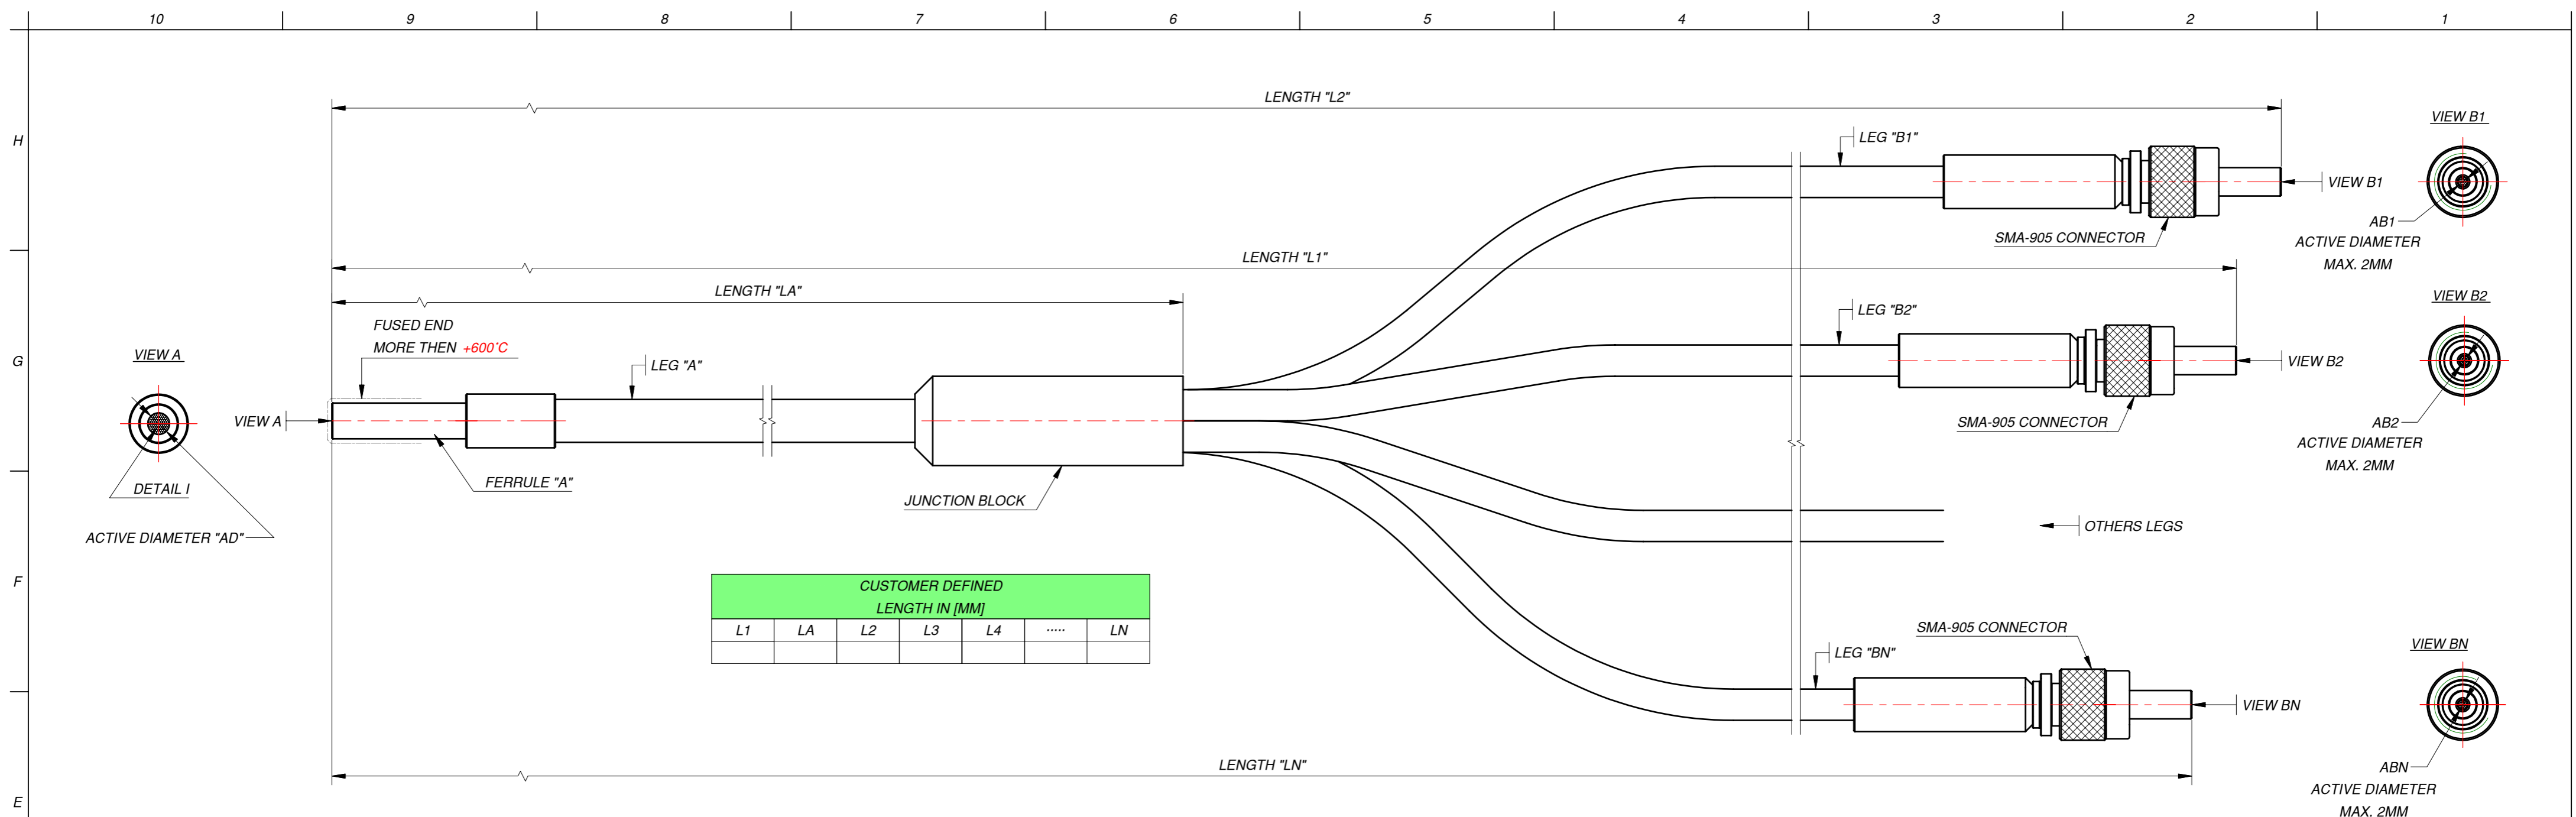 10 9 8 7 6 5 4 3 2 1
H
G
F
E
LENGTH "L2"
LEG "B1"
VIEW B1
VIEW B1
SMA-905 CONNECTOR
AB1
ACTIVE DIAMETER
MAX. 2MM
LENGTH "L1"
LENGTH "LA"
FUSED END
MORE THEN +600°C
VIEW A
LEG "A"
VIEW A
DETAIL I
ACTIVE DIAMETER "AD"
FERRULE "A"
JUNCTION BLOCK
LEG "B2"
VIEW B2
VIEW B2
SMA-905 CONNECTOR
AB2
ACTIVE DIAMETER
MAX. 2MM
OTHERS LEGS
CUSTOMER DEFINED
LENGTH IN [MM]
L1 LA L2 L3 L4 ..... LN
SMA-905 CONNECTOR
LEG "BN"
VIEW BN
VIEW BN
LENGTH "LN"
ABN
ACTIVE DIAMETER
MAX. 2MM